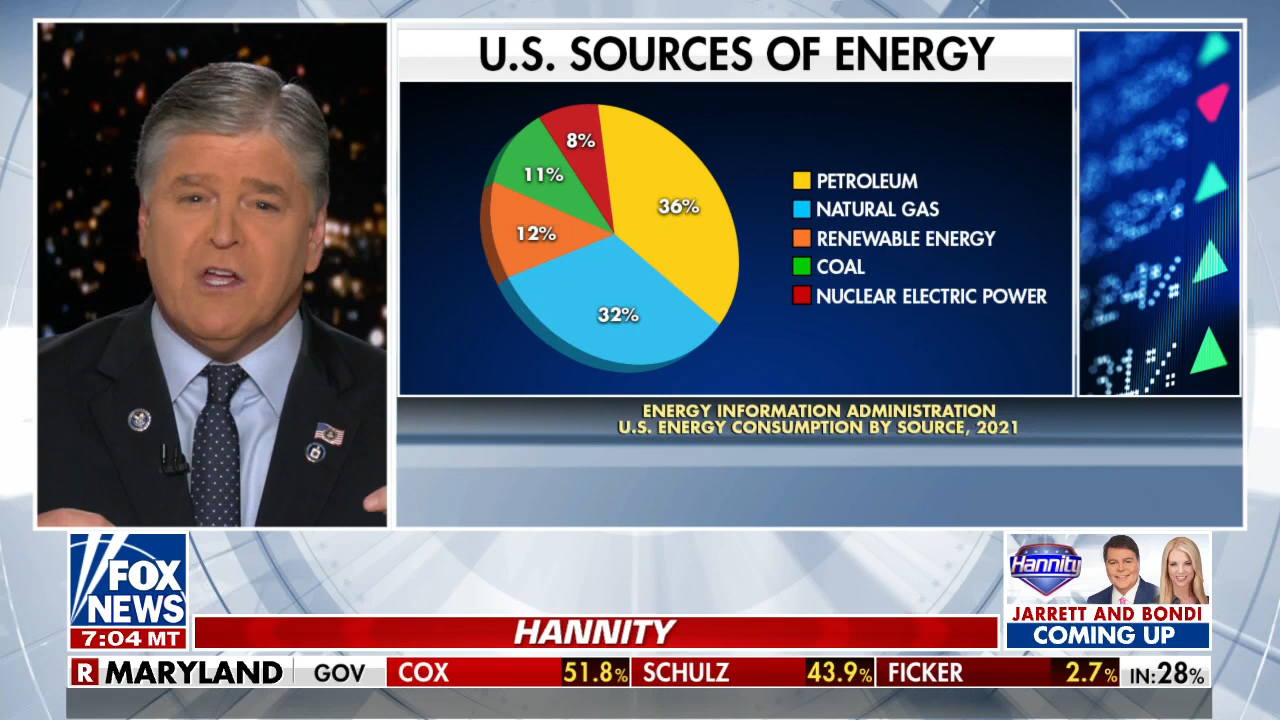 U.S. SOURCES OF ENERGY
8%
11%
36%
12%
32%
PETROLEUM
NATURAL GAS
RENEWABLE ENERGY
COAL
NUCLEAR ELECTRIC POWER
ENERGY INFORMATION ADMINISTRATION
U.S. ENERGY CONSUMPTION BY SOURCE, 2021
FOX
NEWS
7:04 MT
HANNITY
Hannity
JARRETT AND BONDI
COMING UP
R MARYLAND GOV COX 51.8% SCHULZ 43.9% FICKER 2.7% IN:28%